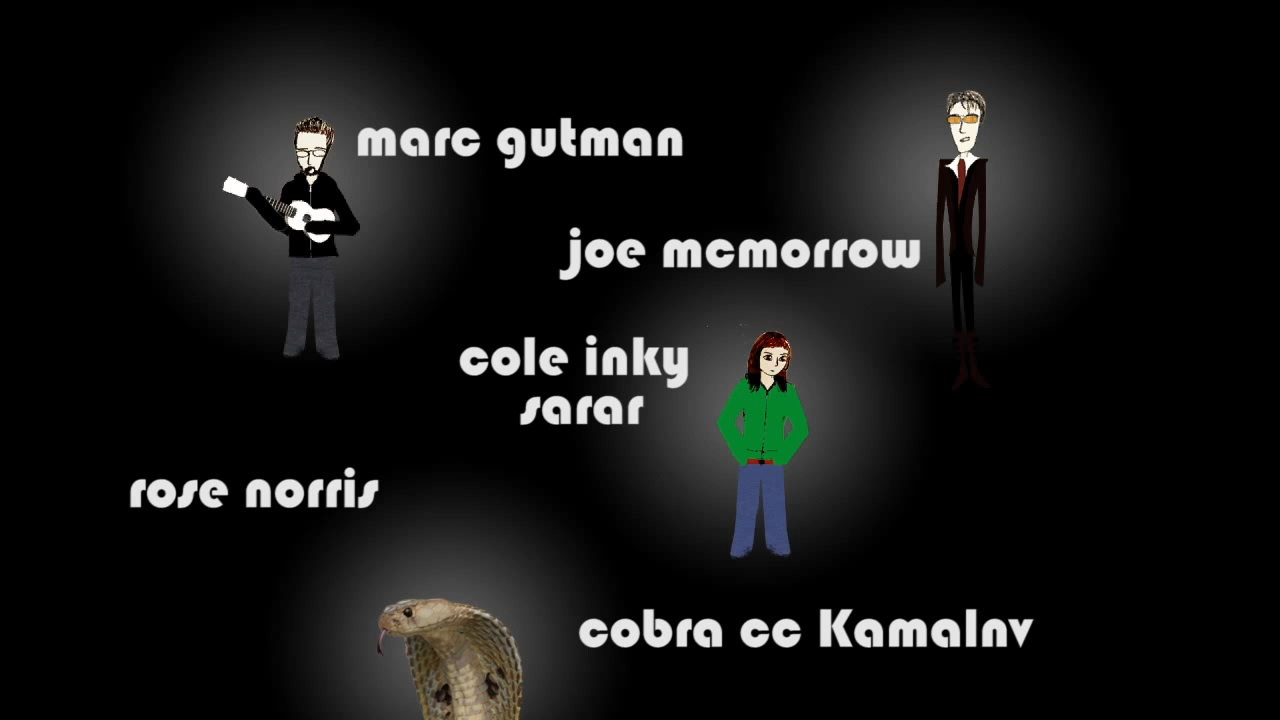 marc gutman
joe mcmorrow
cole inky
sarar
rose norris
cobra cc Kamalnv